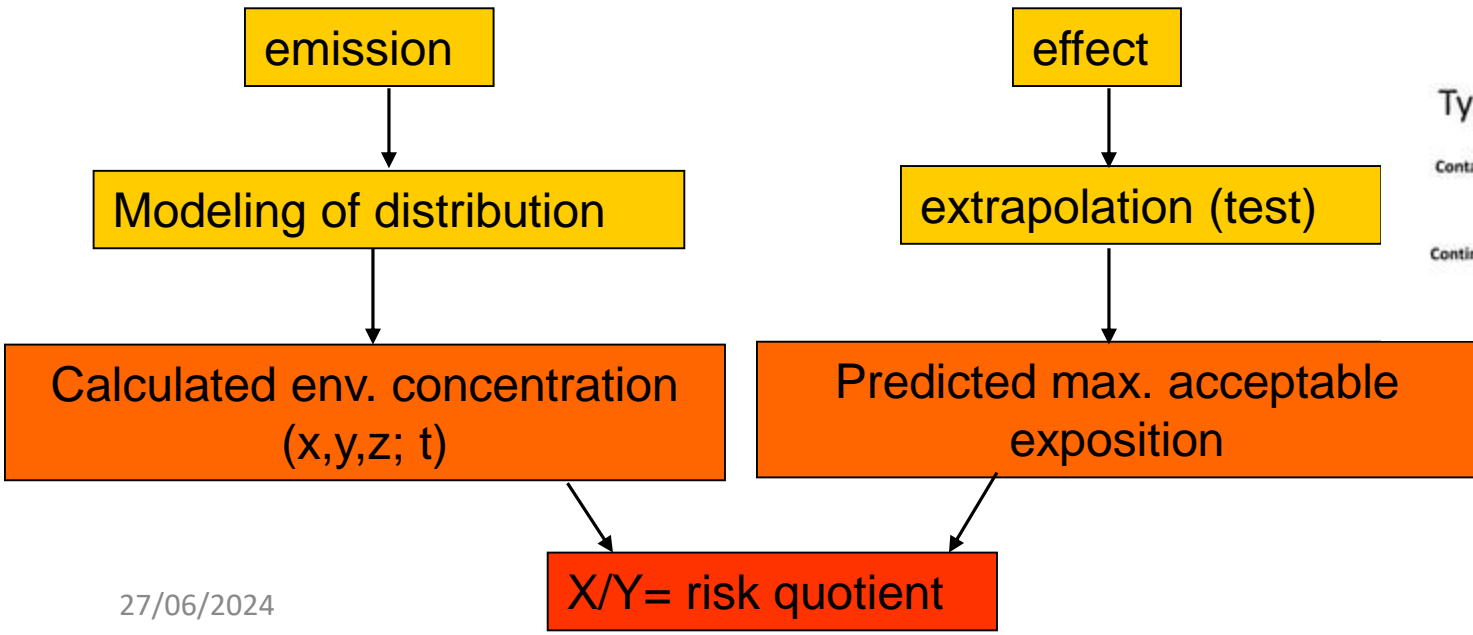 emission
effect
Modeling of distribution
extrapolation (test)
Calculated env. concentration
(x,y,z; t)
Predicted max. acceptable
exposition
X/Y= risk quotient
27/06/2024